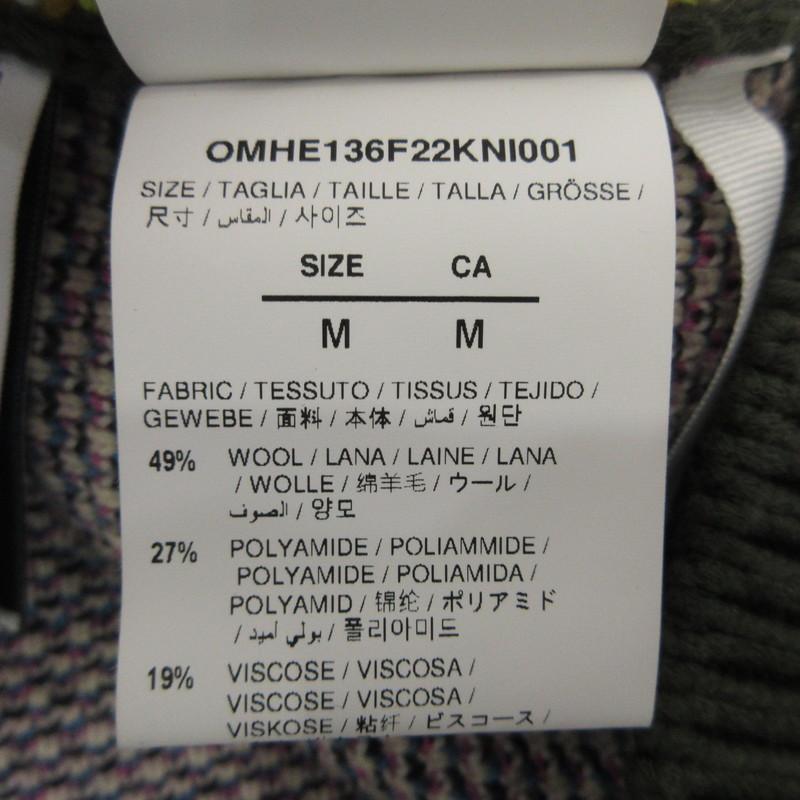 OMHE136F22KNI001
SIZE / TAGLIA / TAILLE / TALLA / GRÖSSE /
尺寸 / المقاس / 사이즈
SIZE CA
M M
FABRIC / TESSUTO / TISSUS / TEJIDO /
GEWEBE / 面料 / 本体 / قماش / 원단
49% WOOL / LANA / LAINE / LANA
/ WOLLE / 绵羊毛 / ウール /
الصوف / 양모
27% POLYAMIDE / POLIAMMIDE /
POLYAMIDE / POLIAMIDA /
POLYAMID / 锦纶 / ポリアミド
/ بولي أميد / 폴리아미드
19% VISCOSE / VISCOSA /
VISCOSE / VISCOSA /
VISKOSE / 粘纤 / ビスコース /